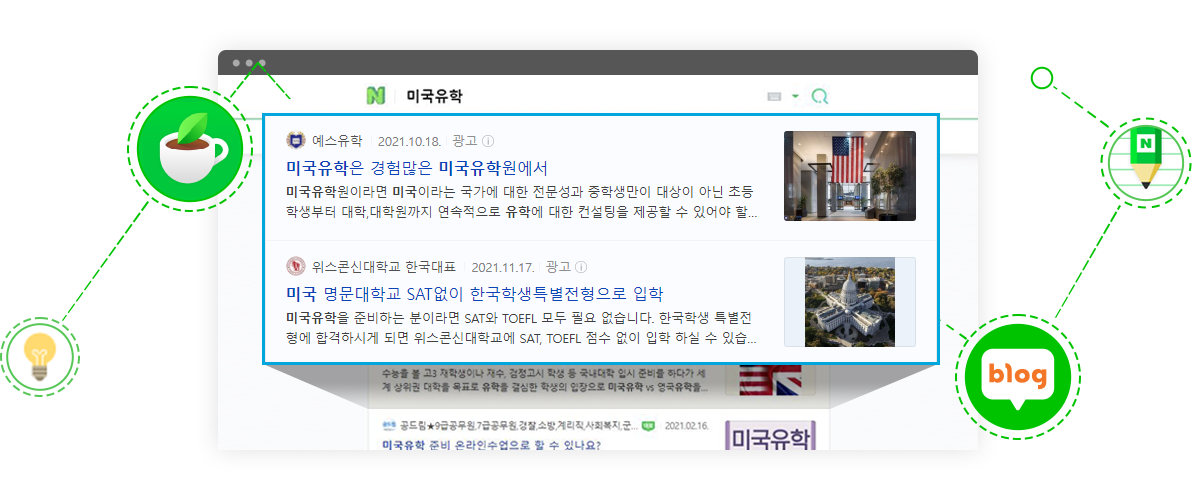 N 미국유학
예스유학 2021.10.18. 광고 ⓘ
미국유학은 경험많은 미국유학원에서
미국유학원이라면 미국이라는 국가에 대한 전문성과 중학생만이 대상이 아닌 초등
학생부터 대학,대학원까지 연속적으로 유학에 대한 컨설팅을 제공할 수 있어야 할...
위스콘신대학교 한국대표 2021.11.17. 광고 ⓘ
미국 명문대학교 SAT없이 한국학생특별전형으로 입학
미국유학을 준비하는 분이라면 SAT와 TOEFL 모두 필요 없습니다. 한국학생 특별전
형에 합격하시게 되면 위스콘신대학교에 SAT, TOEFL 점수 없이 입학 하실 수 있습...
수능을 볼 고3 재학생이나 재수, 검정고시 학생 등 국내대학 입시 준비를 하다가 세
계 상위권 대학을 목표로 유학을 결심한 학생의 입장으로 미국유학 vs 영국유학을...
공드림★9급공무원,7급공무원,경찰,소방,계리직,사회복지,군... 2021.02.16.
미국유학 준비 온라인수업으로 할 수 있나요?
미국유학
N
blog